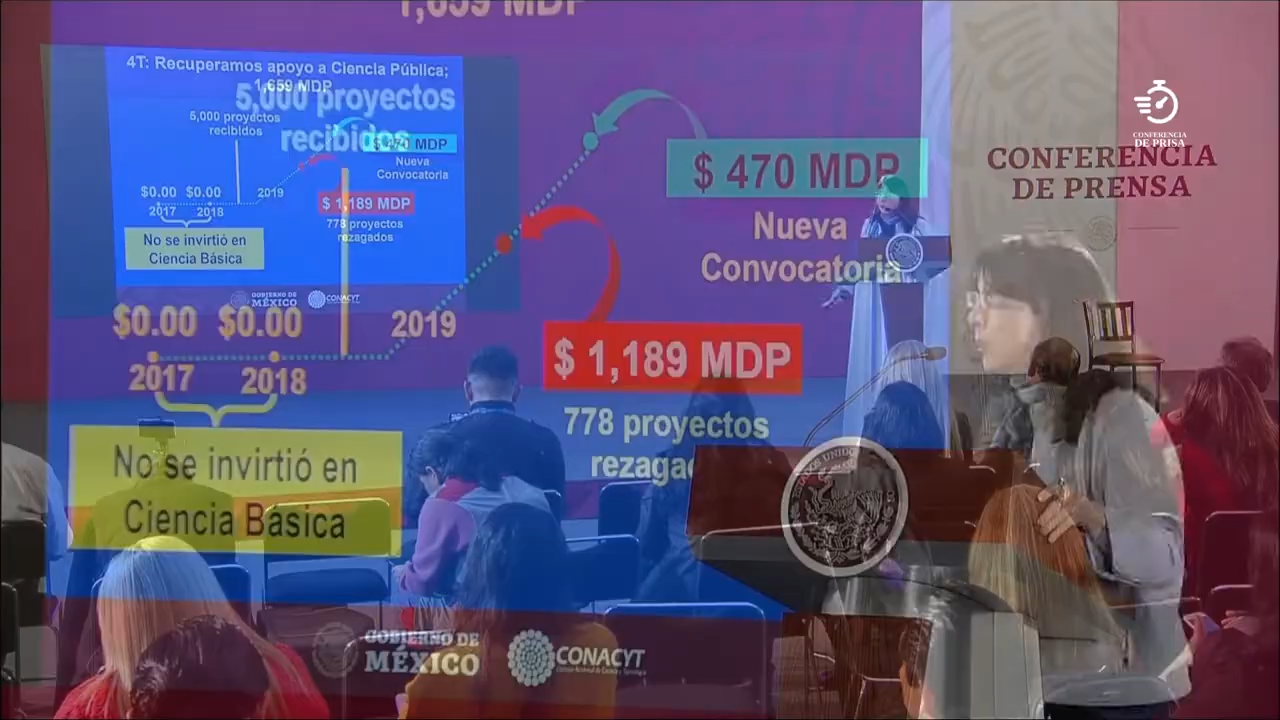 1,659 MDP
4T: Recuperamos apoyo a Ciencia Pública;
1,659 MDP
5,000 proyectos
recibidos
$ 470 MDP
Nueva
Convocatoria
$0.00 $0.00
2017 2018
2019
$ 1,189 MDP
778 proyectos
rezagados
No se invirtió en
Ciencia Básica
GOBIERNO DE
MÉXICO
CONACYT
5,000 proyectos
recibidos
$ 470 MDP
Nueva
Convocatoria
$0.00 $0.00
2017 2018
2019
$ 1,189 MDP
778 proyectos
No se invirtió en
Ciencia Básica
GOBIERNO DE
MÉXICO
CONACYT
CONFERENCIA
DE PRISA
CONFERENCIA
DE PRENSA